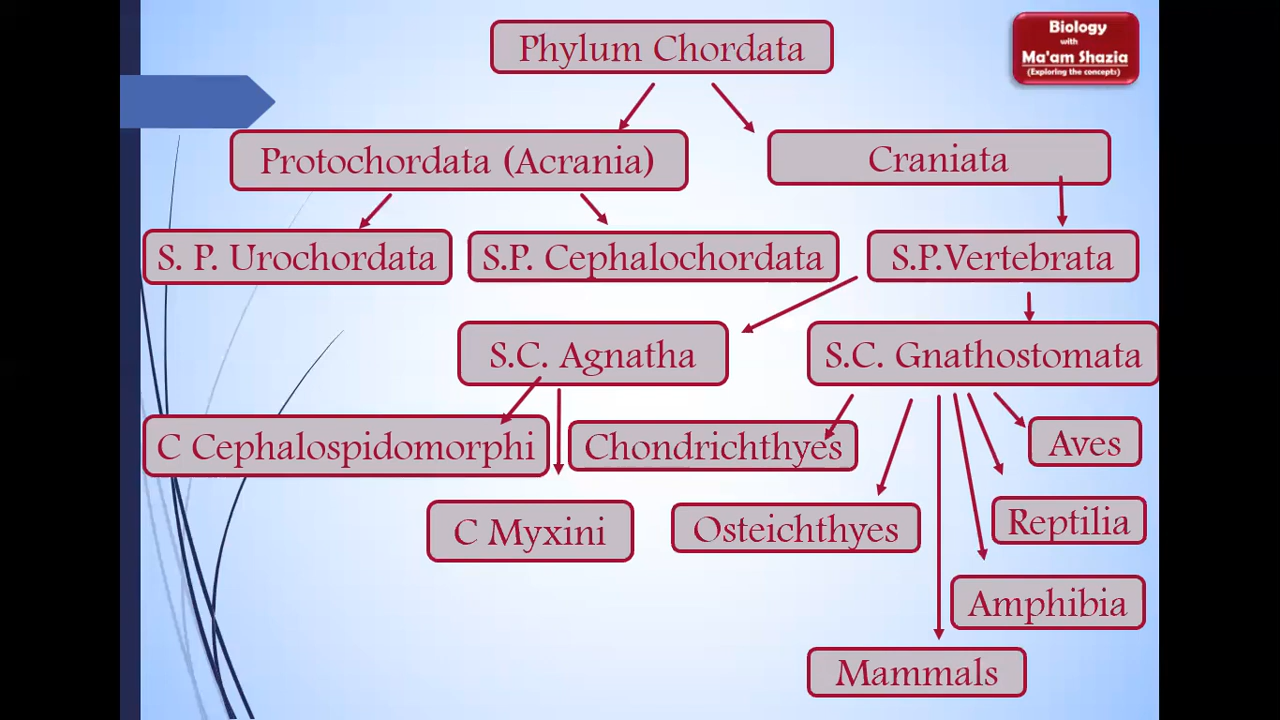 Phylum Chordata
Biology
with
Ma'am Shazia
(Exploring the concepts)
Protochordata (Acrania)
Craniata
S. P. Urochordata
S.P. Cephalochordata
S.P.Vertebrata
S.C. Agnatha
S.C. Gnathostomata
C Cephalospidomorphi
Chondrichthyes
Aves
C Myxini
Osteichthyes
Reptilia
Amphibia
Mammals